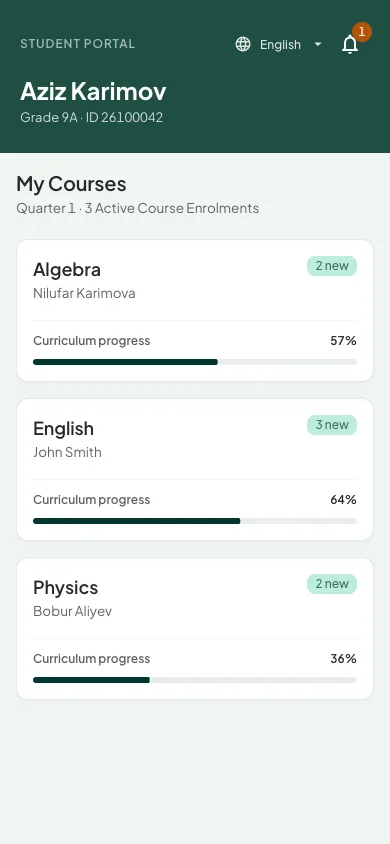 STUDENT PORTAL
English
1
Aziz Karimov
Grade 9A · ID 26100042
My Courses
Quarter 1 · 3 Active Course Enrolments
Algebra
2 new
Nilufar Karimova
Curriculum progress
57%
English
3 new
John Smith
Curriculum progress
64%
Physics
2 new
Bobur Aliyev
Curriculum progress
36%